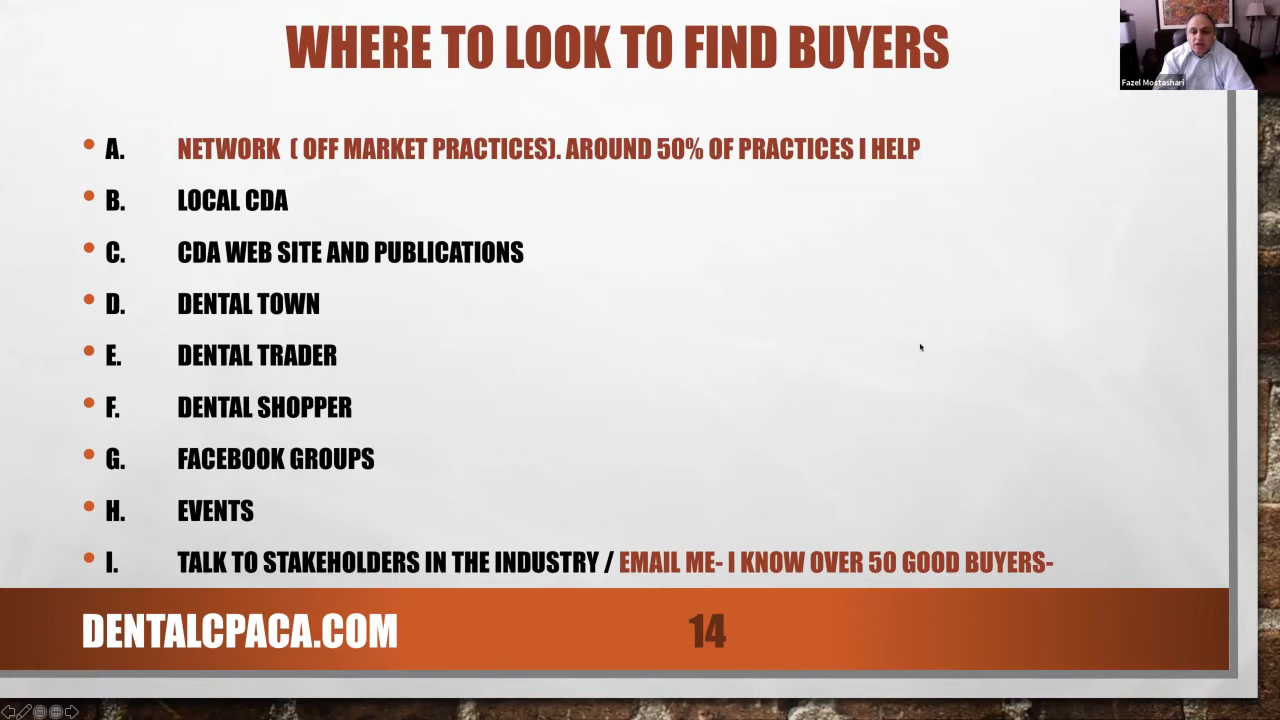 WHERE TO LOOK TO FIND BUYERS
Fazel Mostashari
• A. NETWORK ( OFF MARKET PRACTICES). AROUND 50% OF PRACTICES I HELP
• B. LOCAL CDA
• C. CDA WEB SITE AND PUBLICATIONS
• D. DENTAL TOWN
• E. DENTAL TRADER
• F. DENTAL SHOPPER
• G. FACEBOOK GROUPS
• H. EVENTS
• I. TALK TO STAKEHOLDERS IN THE INDUSTRY / EMAIL ME- I KNOW OVER 50 GOOD BUYERS-
DENTALCPACA.COM 14